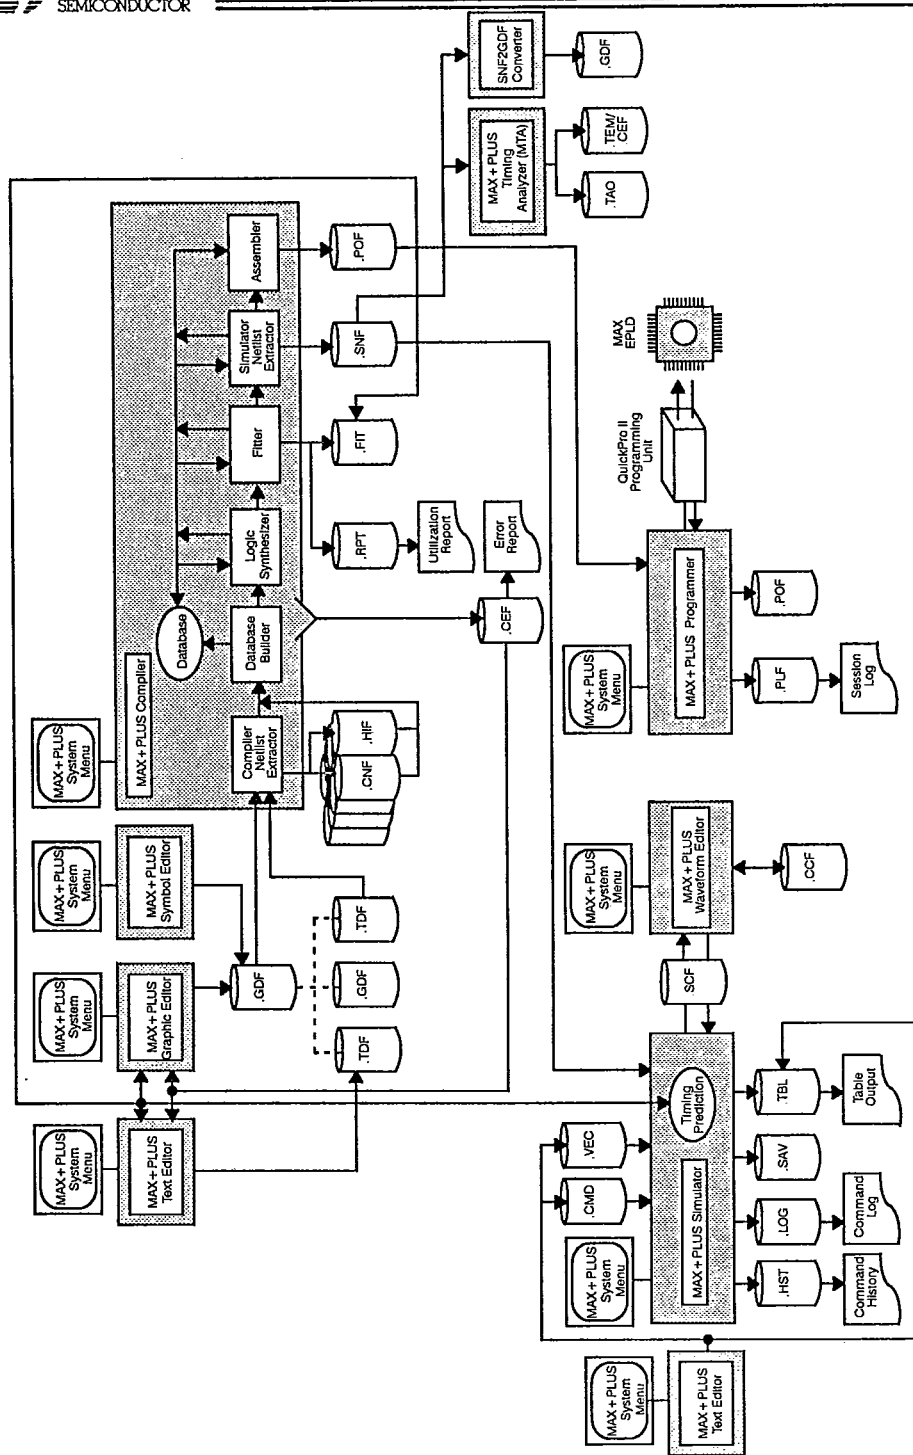 SEMICONDUCTOR
MAX+PLUS
System
Menu
MAX+PLUS
Text Editor
MAX+PLUS
System
Menu
MAX+PLUS
Graphic Editor
MAX+PLUS
System
Menu
MAX+PLUS
Symbol Editor
MAX+PLUS
System
Menu
MAX+PLUS Compiler
.GDF
.TDF
.GDF
.TDF
Compiler
Netlist
Extractor
Database
Builder
Logic
Synthesizer
Fitter
Simulator
Netlist
Extractor
Assembler
Database
.CNF
.HIF
.CEF
Error
Report
.RPT
Utilization
Report
.FIT
.SNF
.POF
MAX+PLUS
Timing
Analyzer (MTA)
.TAO
.TEM/
CEF
SNF2GDF
Converter
.GDF
MAX+PLUS
System
Menu
MAX+PLUS
Text Editor
MAX+PLUS
System
Menu
MAX+PLUS Simulator
.CMD
.VEC
Timing
Prediction
.HST
Command
History
.LOG
Command
Log
.SAV
.TBL
Table
Output
.SCF
MAX+PLUS
System
Menu
MAX+PLUS
Waveform Editor
.CCF
MAX+PLUS
System
Menu
MAX+PLUS Programmer
.PLF
Session
Log
.POF
QuickPro II
Programming
Unit
MAX
EPLD